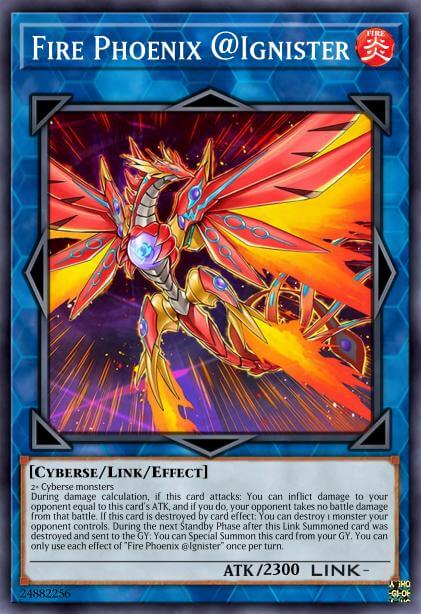 FIRE PHOENIX @IGNISTER
FIRE
炎
[CYBERSE/LINK/EFFECT]
2+ Cyberse monsters
During damage calculation, if this card attacks: You can inflict damage to your
opponent equal to this card's ATK, and if you do, your opponent takes no battle damage
from that battle. If this card is destroyed by card effect: You can destroy 1 monster your
opponent controls. During the next Standby Phase after this Link Summoned card was
destroyed and sent to the GY: You can Special Summon this card from your GY. You can
only use each effect of "Fire Phoenix @Ignister" once per turn.
ATK/2300 LINK-
24882256